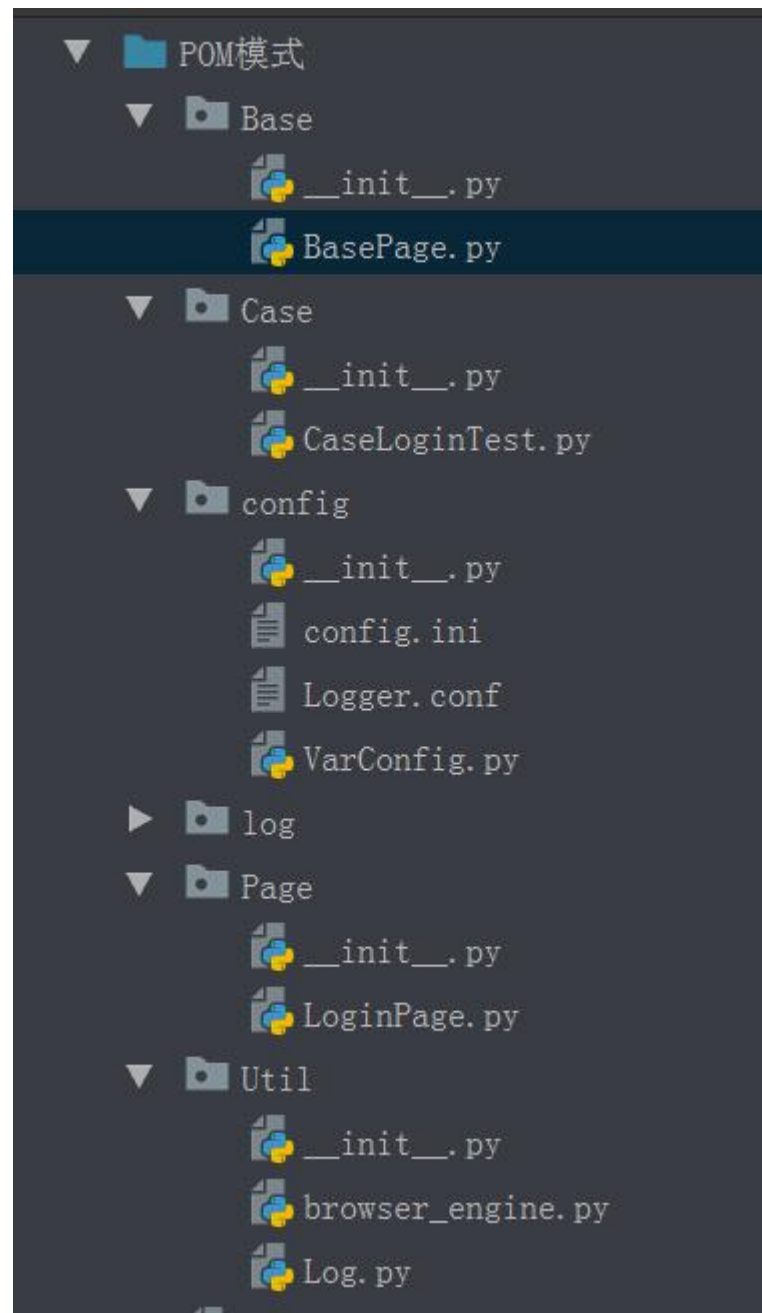 POM模式
Base
__init__.py
BasePage.py
Case
__init__.py
CaseLoginTest.py
config
__init__.py
config.ini
Logger.conf
VarConfig.py
log
Page
__init__.py
LoginPage.py
Util
__init__.py
browser_engine.py
Log.py